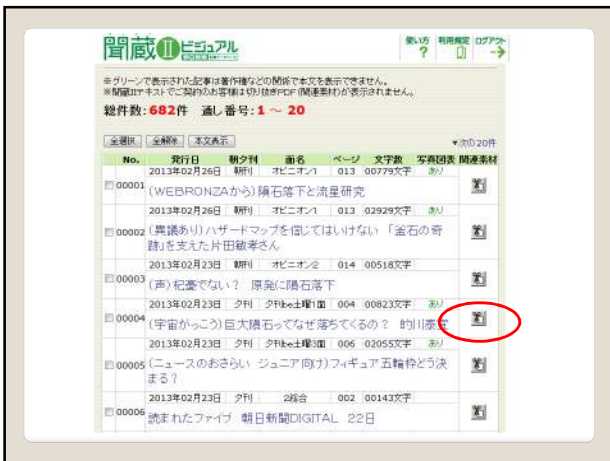 聞蔵Ⅱビジュアル
使い方 利用規定 ログアウト
※グリーンで表示された記事は著作権などの関係で本文を表示できません。
※聞蔵IIテキストでご契約のお客様は切り抜きPDF(関連素材)が表示されません。
総件数:682件 通し番号:1 ~ 20
全選択 全解除 本文表示
▼次の20件
No. 発行日 朝夕刊 面名 ページ 文字数 写真図表 関連素材
2013年02月26日 朝刊 オピニオン1 013 00779文字 あり
00001
(WEBRONZAから)隕石落下と流星研究
2013年02月26日 朝刊 オピニオン1 013 02929文字 あり
00002 (異議あり)ハザードマップを信じてはいけない 「釜石の奇
跡」を支えた片田敏孝さん
2013年02月23日 朝刊 オピニオン2 014 00518文字
00003
(声)杞憂でない? 原発に隕石落下
2013年02月23日 夕刊 夕刊be土曜1面 004 00823文字 あり
00004
(宇宙がっこう)巨大隕石ってなぜ落ちてくるの? 的川泰宣
2013年02月23日 夕刊 夕刊be土曜3面 006 02055文字 あり
00005 (ニュースのおさらい ジュニア向け)フィギュア五輪枠どう決
まる?
2013年02月23日 夕刊 2総合 002 00143文字
00006
読まれたファイブ 朝日新聞DIGITAL 22日